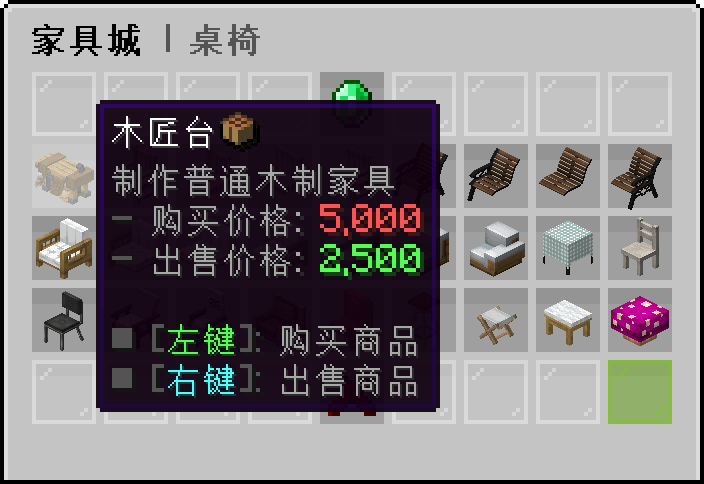 家具城 | 桌椅
木匠台
制作普通木制家具
- 购买价格: 5,000
- 出售价格: 2,500
■ [左键]: 购买商品
■ [右键]: 出售商品